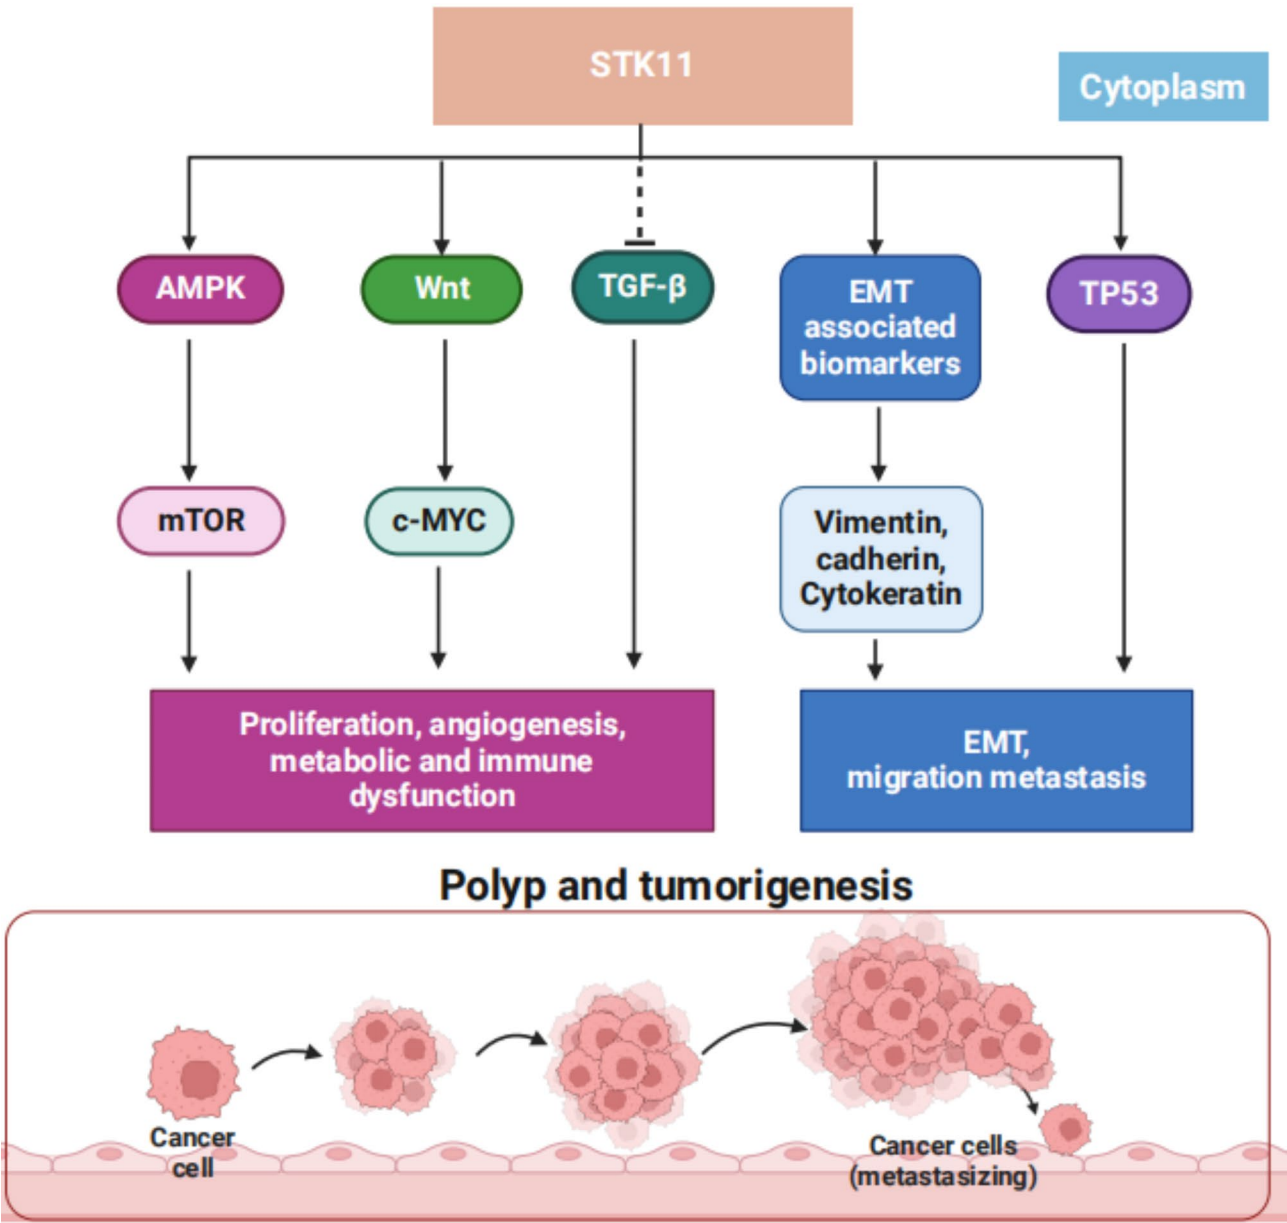 STK11
Cytoplasm
AMPK
Wnt
TGF-β
EMT
associated
biomarkers
TP53
mTOR
c-MYC
Vimentin,
cadherin,
Cytokeratin
Proliferation, angiogenesis,
metabolic and immune
dysfunction
EMT,
migration metastasis
Polyp and tumorigenesis
Cancer
cell
Cancer cells
(metastasizing)